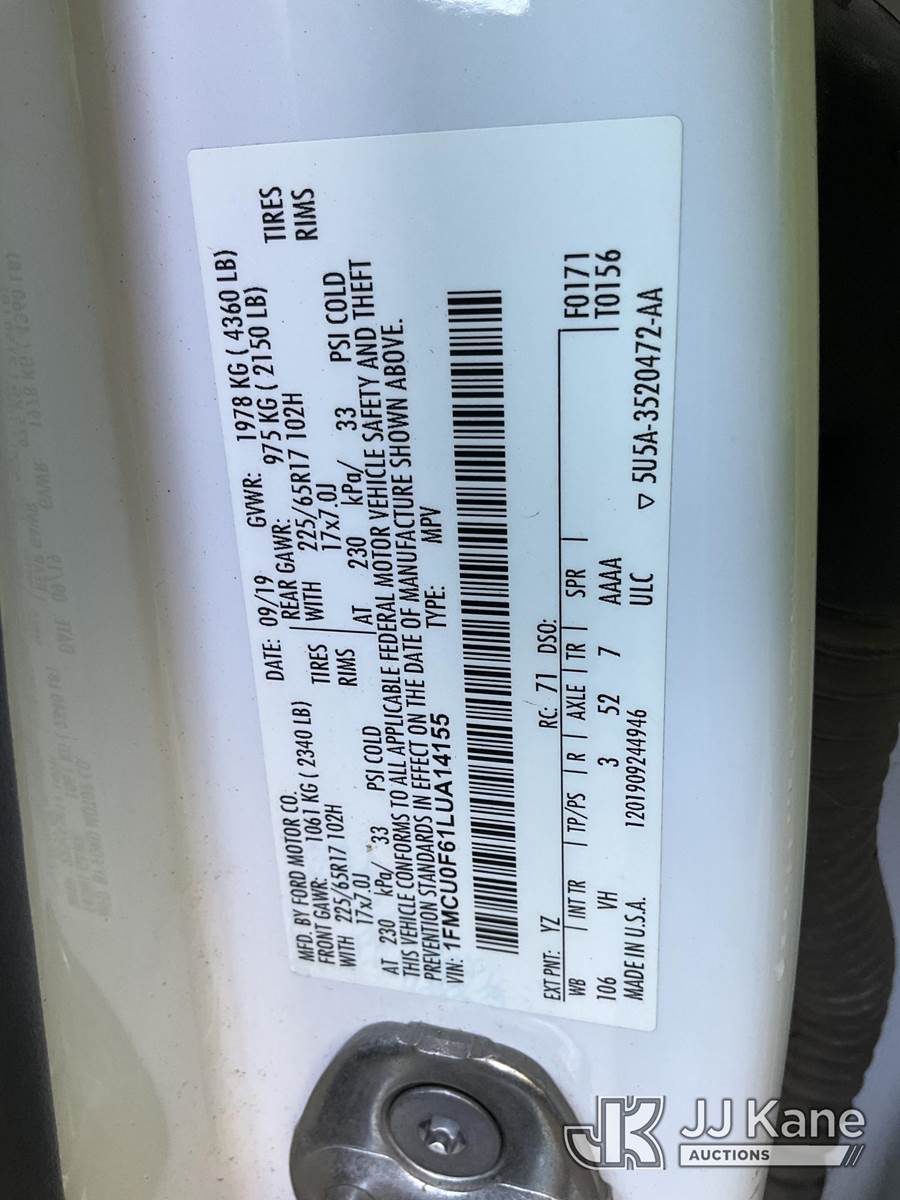 MFD. BY FORD MOTOR CO. DATE: 09/19 GVWR: 1978 KG ( 4360 LB)
FRONT GAWR: 1061 KG ( 2340 LB) REAR GAWR: 975 KG ( 2150 LB)
WITH 225/65R17 102H TIRES WITH 225/65R17 102H TIRES
17x7.0J RIMS 17x7.0J RIMS
AT 230 kPa/ 33 PSI COLD AT 230 kPa/ 33 PSI COLD
THIS VEHICLE CONFORMS TO ALL APPLICABLE FEDERAL MOTOR VEHICLE SAFETY AND THEFT
PREVENTION STANDARDS IN EFFECT ON THE DATE OF MANUFACTURE SHOWN ABOVE.
VIN: 1FMCU0F61LUA14155 TYPE: MPV
EXT PNT: YZ RC: 71 DSO: F0171
WB INT TR TP/PS R AXLE TR SPR T0156
106 VH 3 52 7 AAAA
MADE IN U.S.A. 1201909244946 ULC ▽ 5U5A-3520472-AA
JK JJ Kane
AUCTIONS